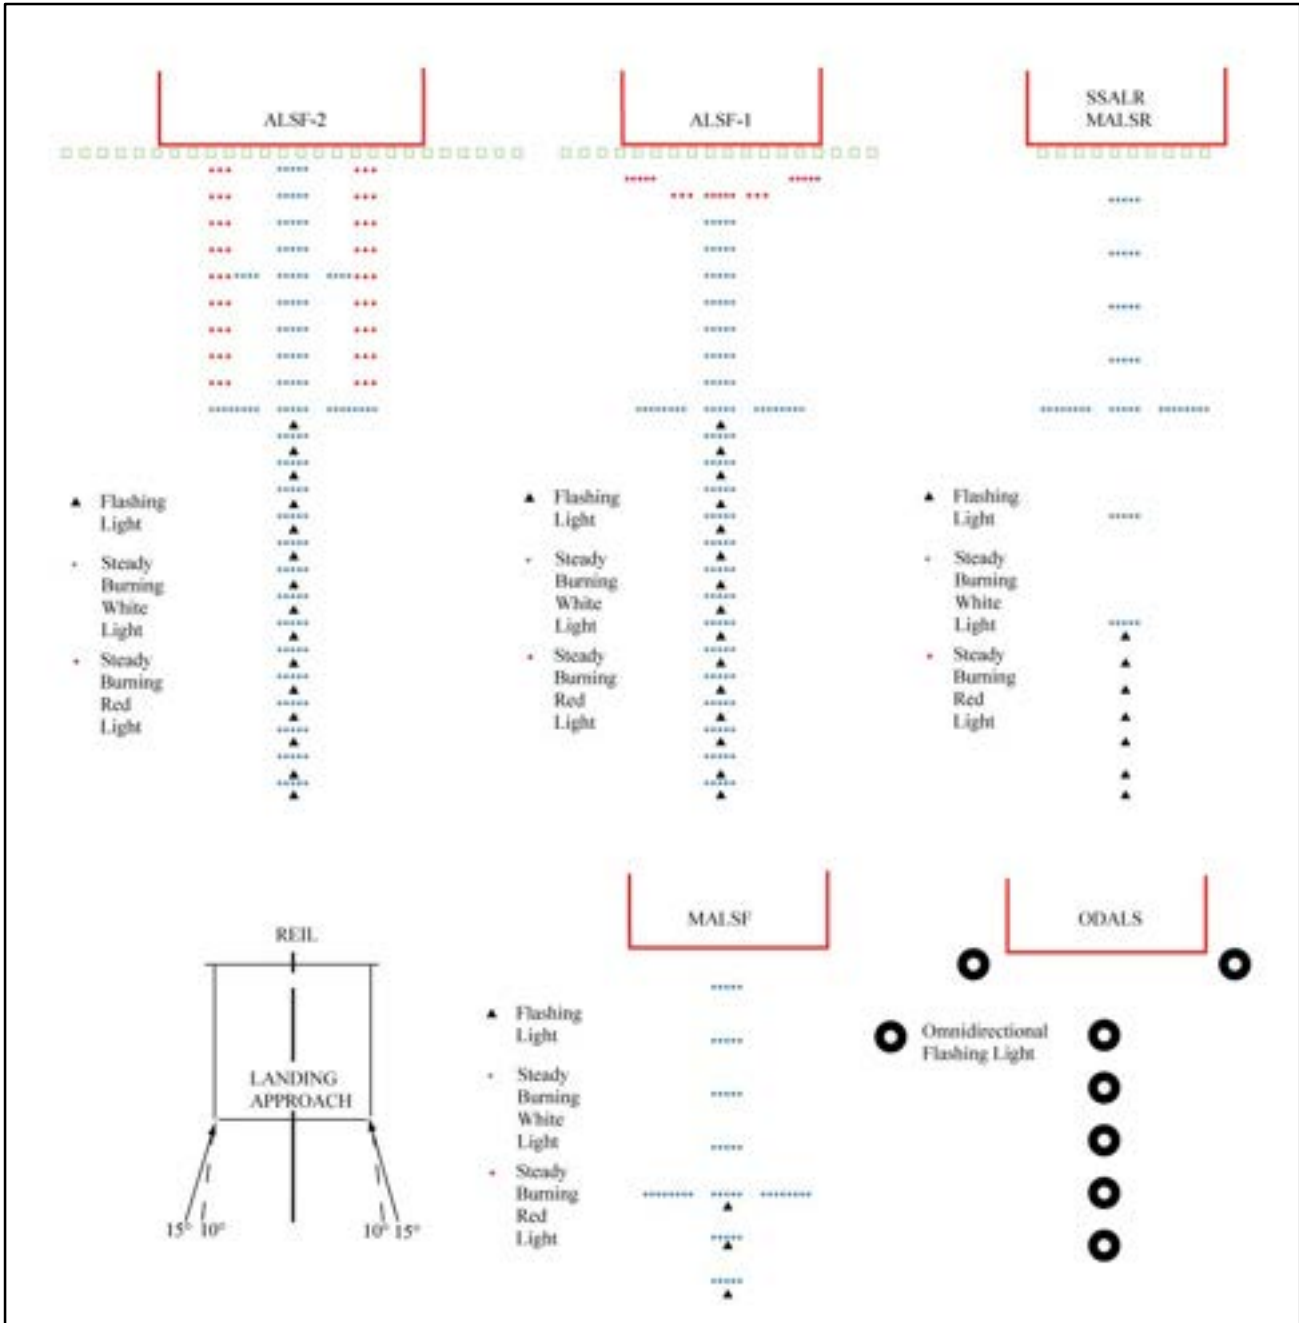 ALSF-2
ALSF-1
SSALR
MALSR
Flashing
Light
Steady
Burning
White
Light
Steady
Burning
Red
Light
Flashing
Light
Steady
Burning
White
Light
Steady
Burning
Red
Light
Flashing
Light
Steady
Burning
White
Light
Steady
Burning
Red
Light
REIL
LANDING
APPROACH
15° 10°
10° 15°
MALSF
Flashing
Light
Steady
Burning
White
Light
Steady
Burning
Red
Light
ODALS
Omnidirectional
Flashing Light